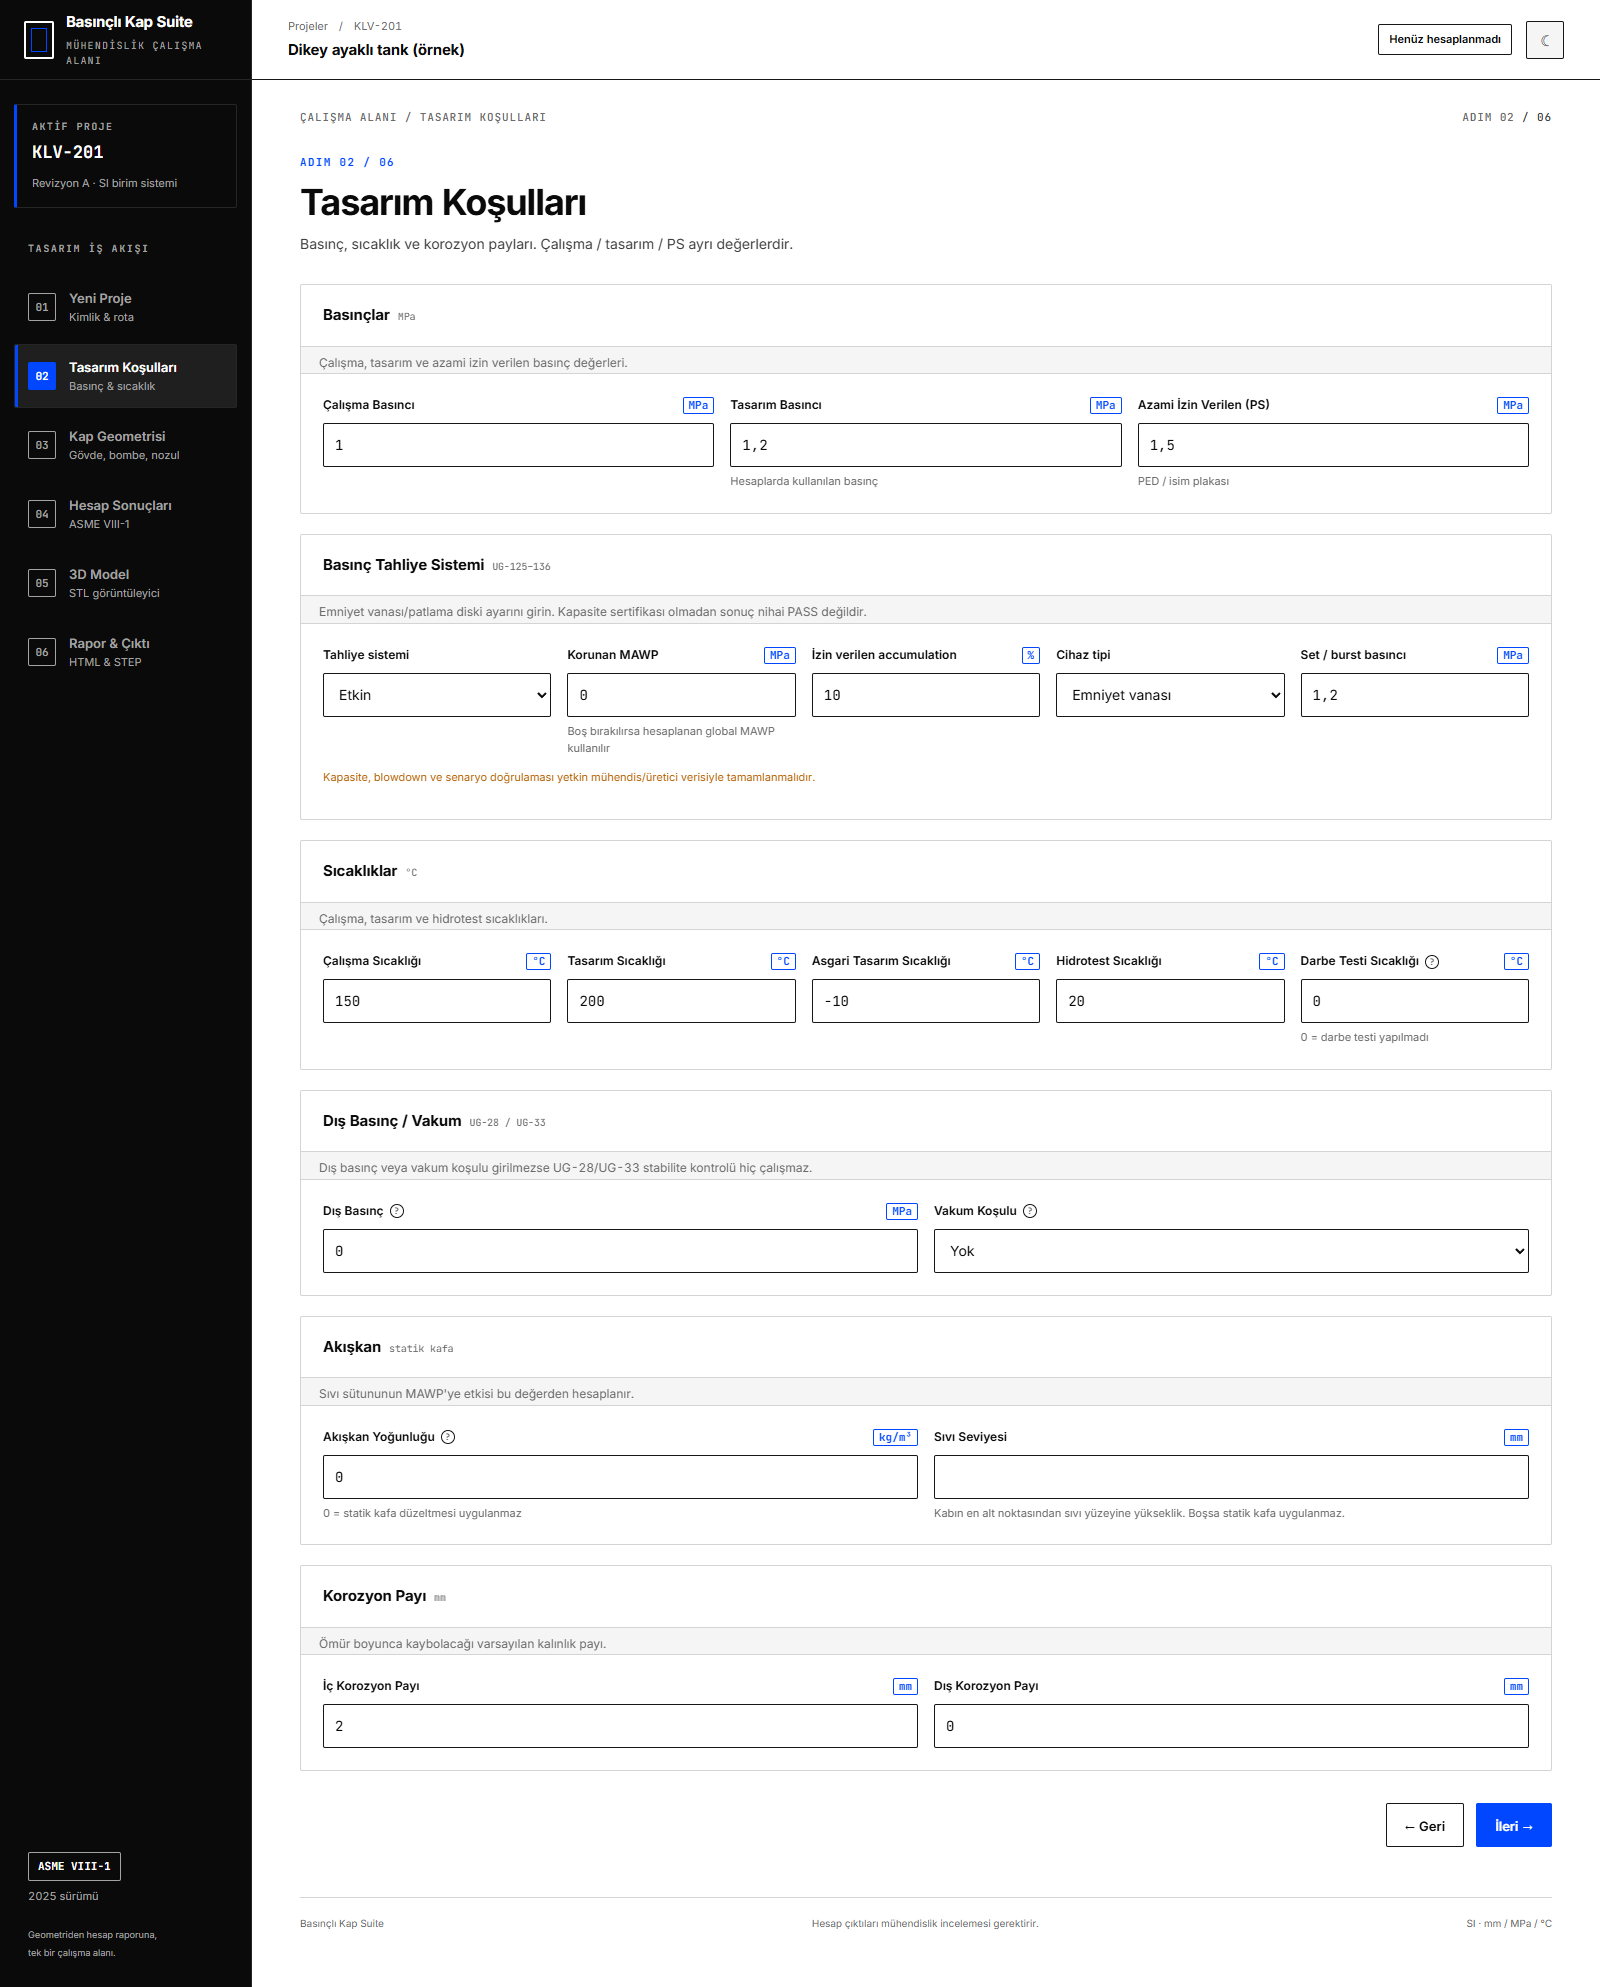 Basınçlı Kap Suite
MÜHENDİSLİK ÇALIŞMA
ALANI
AKTİF PROJE
KLV-201
Revizyon A · SI birim sistemi
TASARIM İŞ AKIŞI
01
Yeni Proje
Kimlik & rota
02
Tasarım Koşulları
Basınç & sıcaklık
03
Kap Geometrisi
Gövde, bombe, nozul
04
Hesap Sonuçları
ASME VIII-1
05
3D Model
STL görüntüleyici
06
Rapor & Çıktı
HTML & STEP
ASME VIII-1
2025 sürümü
Geometriden hesap raporuna,
tek bir çalışma alanı.
Projeler / KLV-201
Dikey ayaklı tank (örnek)
Henüz hesaplanmadı
ÇALIŞMA ALANI / TASARIM KOŞULLARI
ADIM 02 / 06
ADIM 02 / 06
Tasarım Koşulları
Basınç, sıcaklık ve korozyon payları. Çalışma / tasarım / PS ayrı değerlerdir.
Basınçlar MPa
Çalışma, tasarım ve azami izin verilen basınç değerleri.
Çalışma Basıncı MPa
1
Tasarım Basıncı MPa
1,2
Hesaplarda kullanılan basınç
Azami İzin Verilen (PS) MPa
1,5
PED / isim plakası
Basınç Tahliye Sistemi UG-125–136
Emniyet vanası/patlama diski ayarını girin. Kapasite sertifikası olmadan sonuç nihai PASS değildir.
Tahliye sistemi
Etkin
Korunan MAWP MPa
0
Boş bırakılırsa hesaplanan global MAWP
kullanılır
İzin verilen accumulation %
10
Cihaz tipi
Emniyet vanası
Set / burst basıncı MPa
1,2
Kapasite, blowdown ve senaryo doğrulaması yetkin mühendis/üretici verisiyle tamamlanmalıdır.
Sıcaklıklar °C
Çalışma, tasarım ve hidrotest sıcaklıkları.
Çalışma Sıcaklığı °C
150
Tasarım Sıcaklığı °C
200
Asgari Tasarım Sıcaklığı °C
-10
Hidrotest Sıcaklığı °C
20
Darbe Testi Sıcaklığı ? °C
0
0 = darbe testi yapılmadı
Dış Basınç / Vakum UG-28 / UG-33
Dış basınç veya vakum koşulu girilmezse UG-28/UG-33 stabilite kontrolü hiç çalışmaz.
Dış Basınç ? MPa
0
Vakum Koşulu ?
Yok
Akışkan statik kafa
Sıvı sütununun MAWP'ye etkisi bu değerden hesaplanır.
Akışkan Yoğunluğu ? kg/m³
0
0 = statik kafa düzeltmesi uygulanmaz
Sıvı Seviyesi mm
Kabın en alt noktasından sıvı yüzeyine yükseklik. Boşsa statik kafa uygulanmaz.
Korozyon Payı mm
Ömür boyunca kaybolacağı varsayılan kalınlık payı.
İç Korozyon Payı mm
2
Dış Korozyon Payı mm
0
← Geri
İleri →
Basınçlı Kap Suite
Hesap çıktıları mühendislik incelemesi gerektirir.
SI · mm / MPa / °C